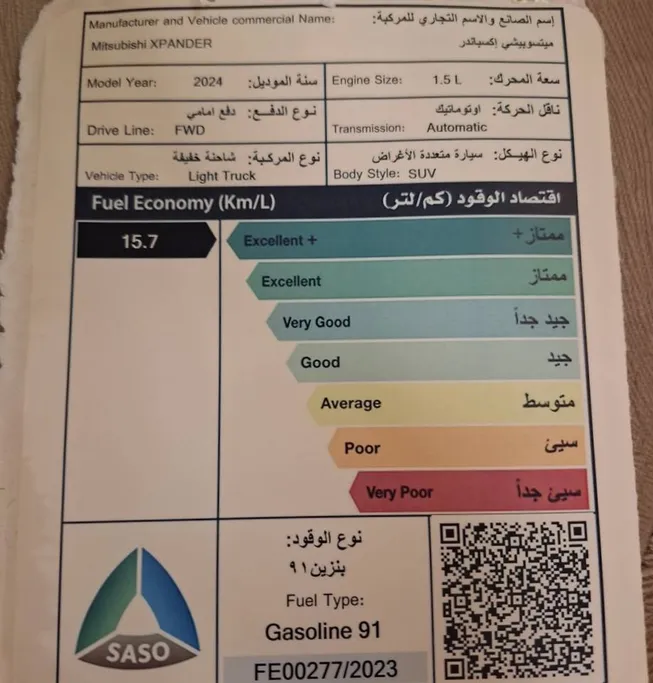 Manufacturer and Vehicle commercial Name: إسم الصانع والاسم التجاري للمركبة:
Mitsubishi XPANDER ميتسوبيشي إكسباندر
Model Year: 2024 سنة الموديل: Engine Size: 1.5 L سعة المحرك:
نوع الدفع: دفع امامي ناقل الحركة: اوتوماتيك
Drive Line: FWD Transmission: Automatic
نوع المركبة: شاحنة خفيفة نوع الهيكل: سيارة متعددة الأغراض
Vehicle Type: Light Truck Body Style: SUV
Fuel Economy (Km/L) اقتصاد الوقود (كم/لتر)
15.7 Excellent + ممتاز+
Excellent ممتاز
Very Good جيد جداً
Good جيد
Average متوسط
Poor سيئ
Very Poor سيئ جداً
نوع الوقود:
بنزين ٩١
Fuel Type:
Gasoline 91
SASO
FE00277/2023